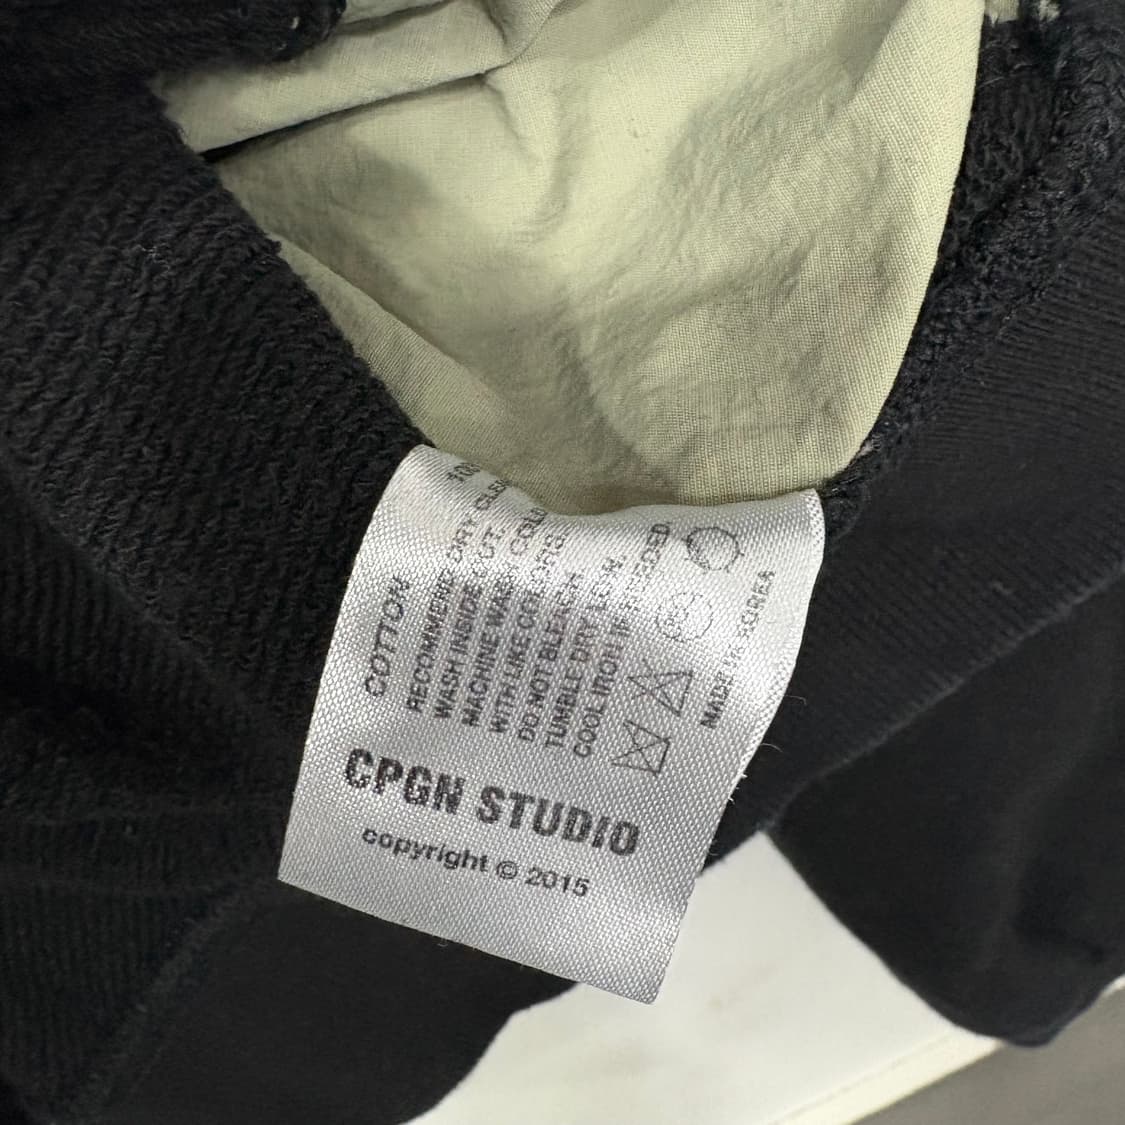 COTTON
RECOMMEND DRY CLEA
WASH INSIDE OUT.
MACHINE WASH COLD
WITH LIKE COLORS.
DO NOT BLEACH.
TUMBLE DRY LOW.
COOL IRON IF NEEDED.
MADE IN KOREA
CPGN STUDIO
copyright © 2015